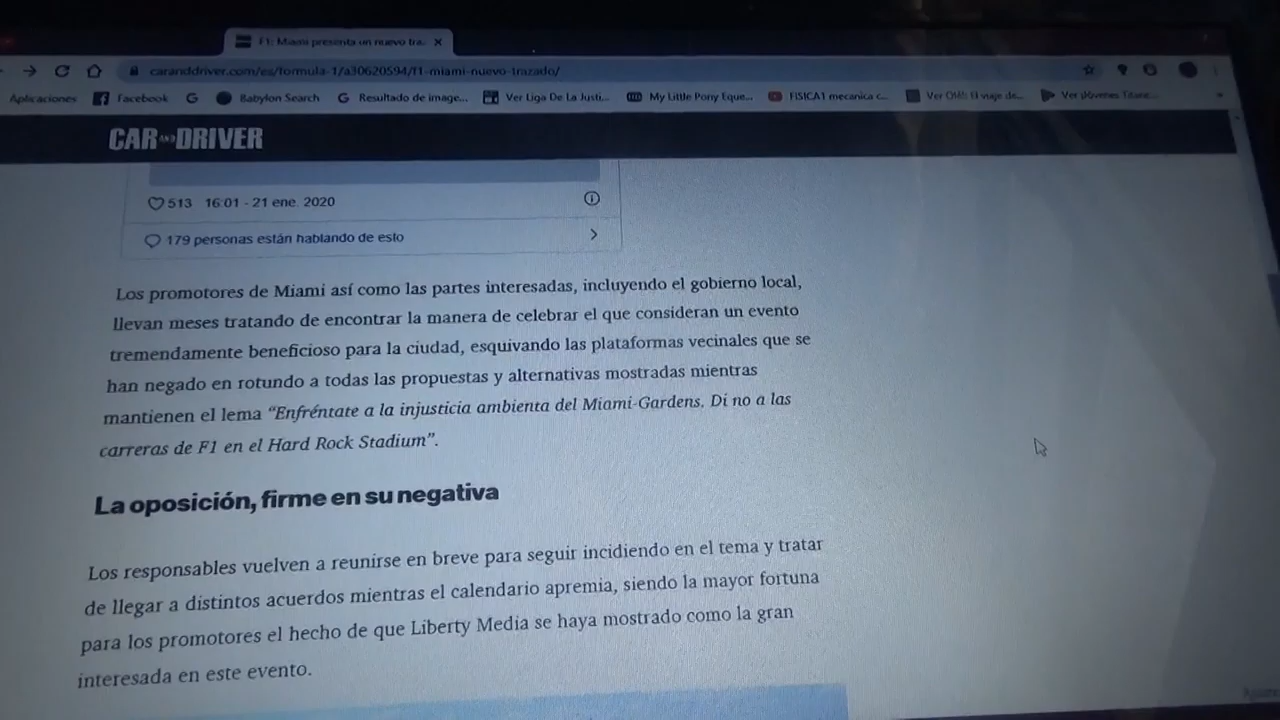 F1: Miami presenta un nuevo tra...
caranddriver.com/es/formula-1/a30620594/f1-miami-nuevo-trazado/
Aplicaciones Facebook Babylon Search Resultado de image... Ver Liga De La Justi... My Little Pony Eque... FISICA1 mecanica c... Ver Olé: El viaje de... Ver Jóvenes Titane...
CAR AND DRIVER
513 16:01 - 21 ene. 2020
179 personas están hablando de esto
Los promotores de Miami así como las partes interesadas, incluyendo el gobierno local,
llevan meses tratando de encontrar la manera de celebrar el que consideran un evento
tremendamente beneficioso para la ciudad, esquivando las plataformas vecinales que se
han negado en rotundo a todas las propuestas y alternativas mostradas mientras
mantienen el lema “Enfréntate a la injusticia ambienta del Miami-Gardens. Di no a las
carreras de F1 en el Hard Rock Stadium”.
La oposición, firme en su negativa
Los responsables vuelven a reunirse en breve para seguir incidiendo en el tema y tratar
de llegar a distintos acuerdos mientras el calendario apremia, siendo la mayor fortuna
para los promotores el hecho de que Liberty Media se haya mostrado como la gran
interesada en este evento.